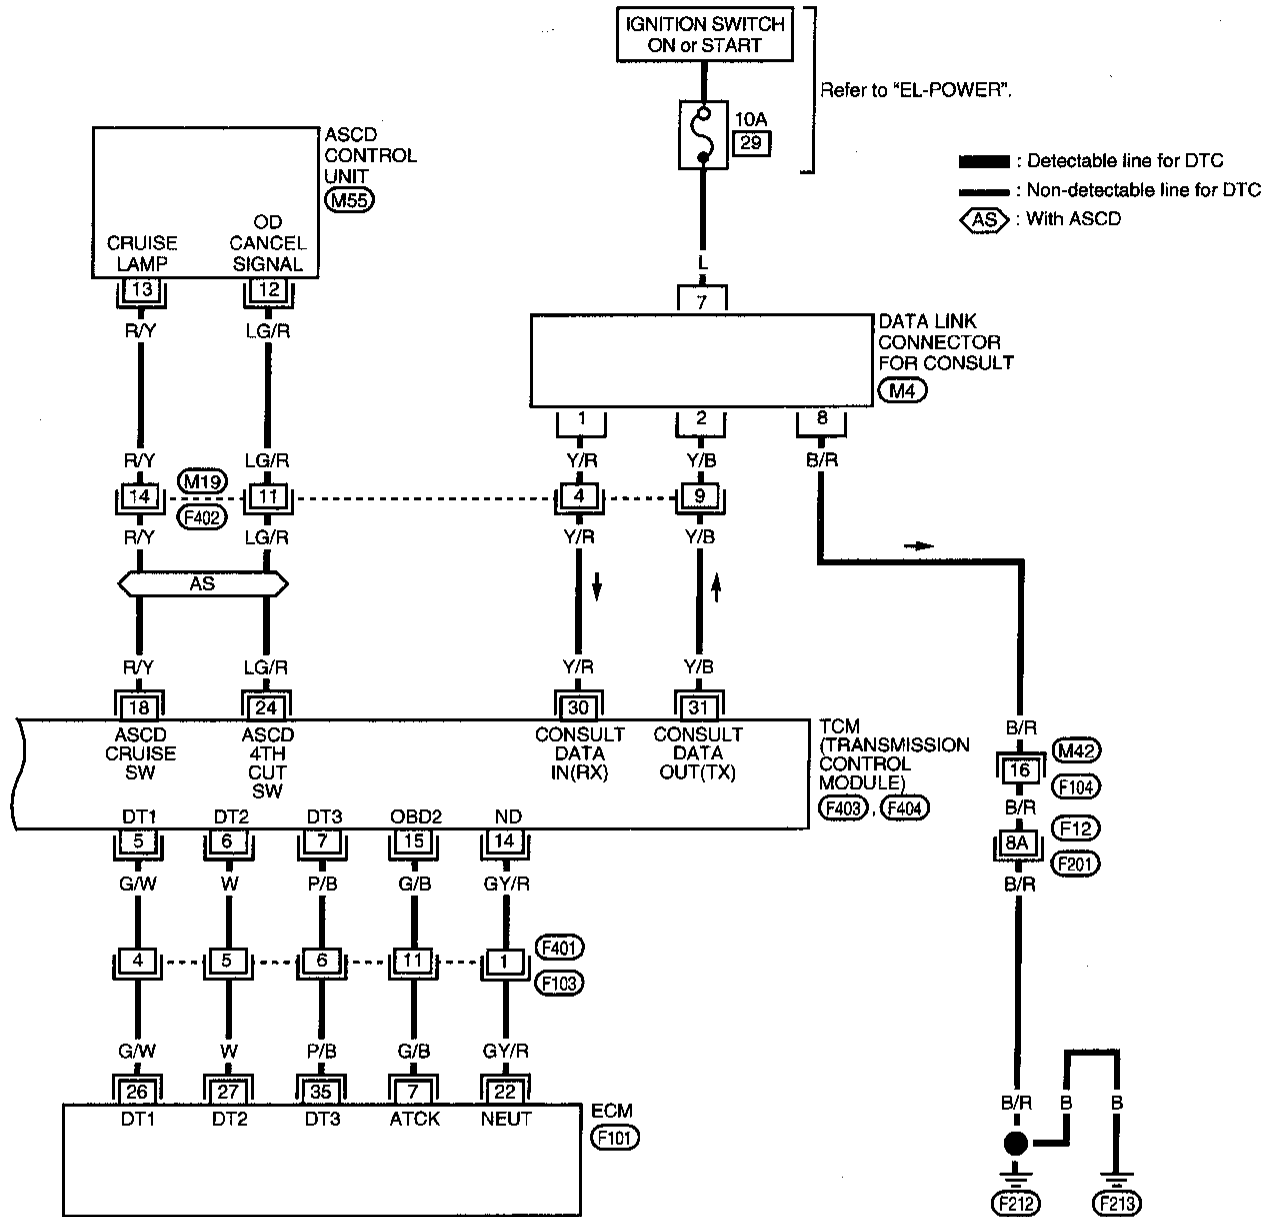 IGNITION SWITCH
ON or START
Refer to "EL-POWER".
10A
29
: Detectable line for DTC
: Non-detectable line for DTC
AS : With ASCD
ASCD
CONTROL
UNIT
M55
CRUISE
LAMP
OD
CANCEL
SIGNAL
13 12
R/Y LG/R
L
7
DATA LINK
CONNECTOR
FOR CONSULT
M4
1 2 8
R/Y LG/R Y/R Y/B B/R
14 M19 11 4 9
F402
R/Y LG/R Y/R Y/B
AS
R/Y LG/R Y/R Y/B
18 24 30 31
ASCD
CRUISE
SW
ASCD
4TH
CUT
SW
CONSULT
DATA
IN(RX)
CONSULT
DATA
OUT(TX)
TCM
(TRANSMISSION
CONTROL
MODULE)
F403 , F404
B/R
16 M42
F104
B/R
8A F12
F201
B/R
DT1 DT2 DT3 OBD2 ND
5 6 7 15 14
G/W W P/B G/B GY/R
4 5 6 11 1 F401
F103
G/W W P/B G/B GY/R
26 27 35 7 22
DT1 DT2 DT3 ATCK NEUT
ECM
F101
B/R B B
F212 F213